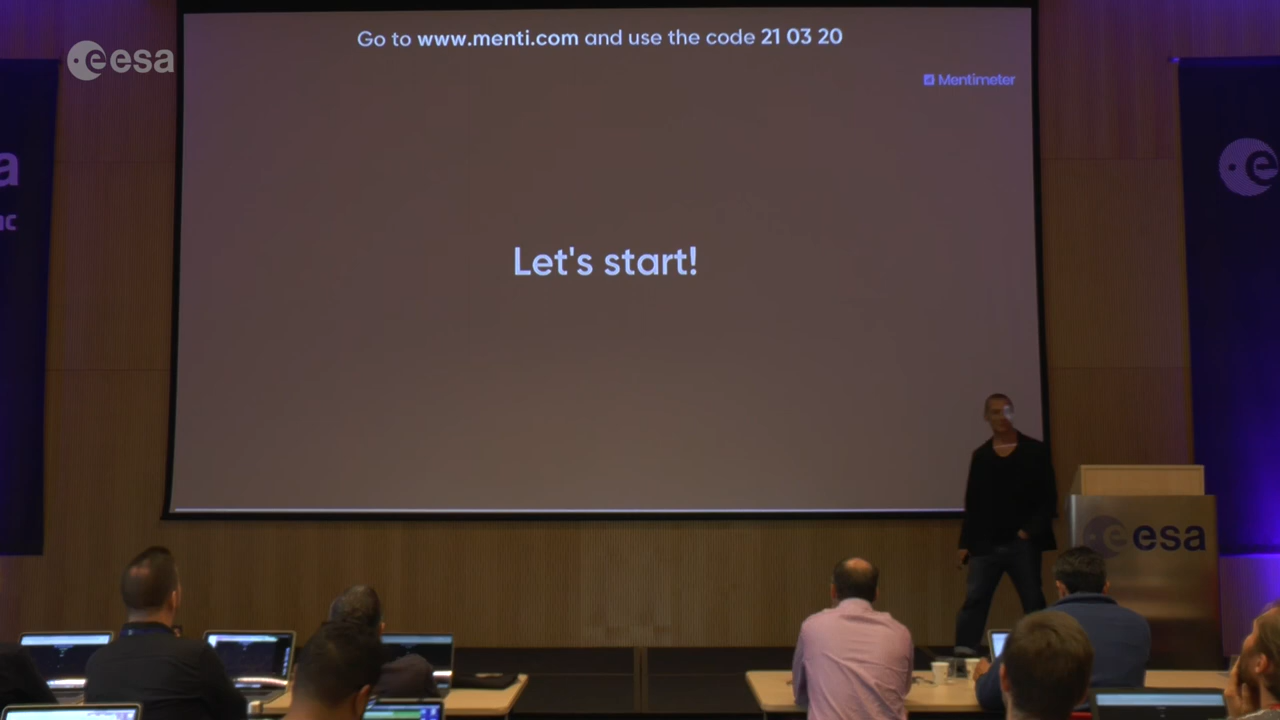 Go to www.menti.com and use the code 21 03 20
esa
Mentimeter
Let's start!
esa